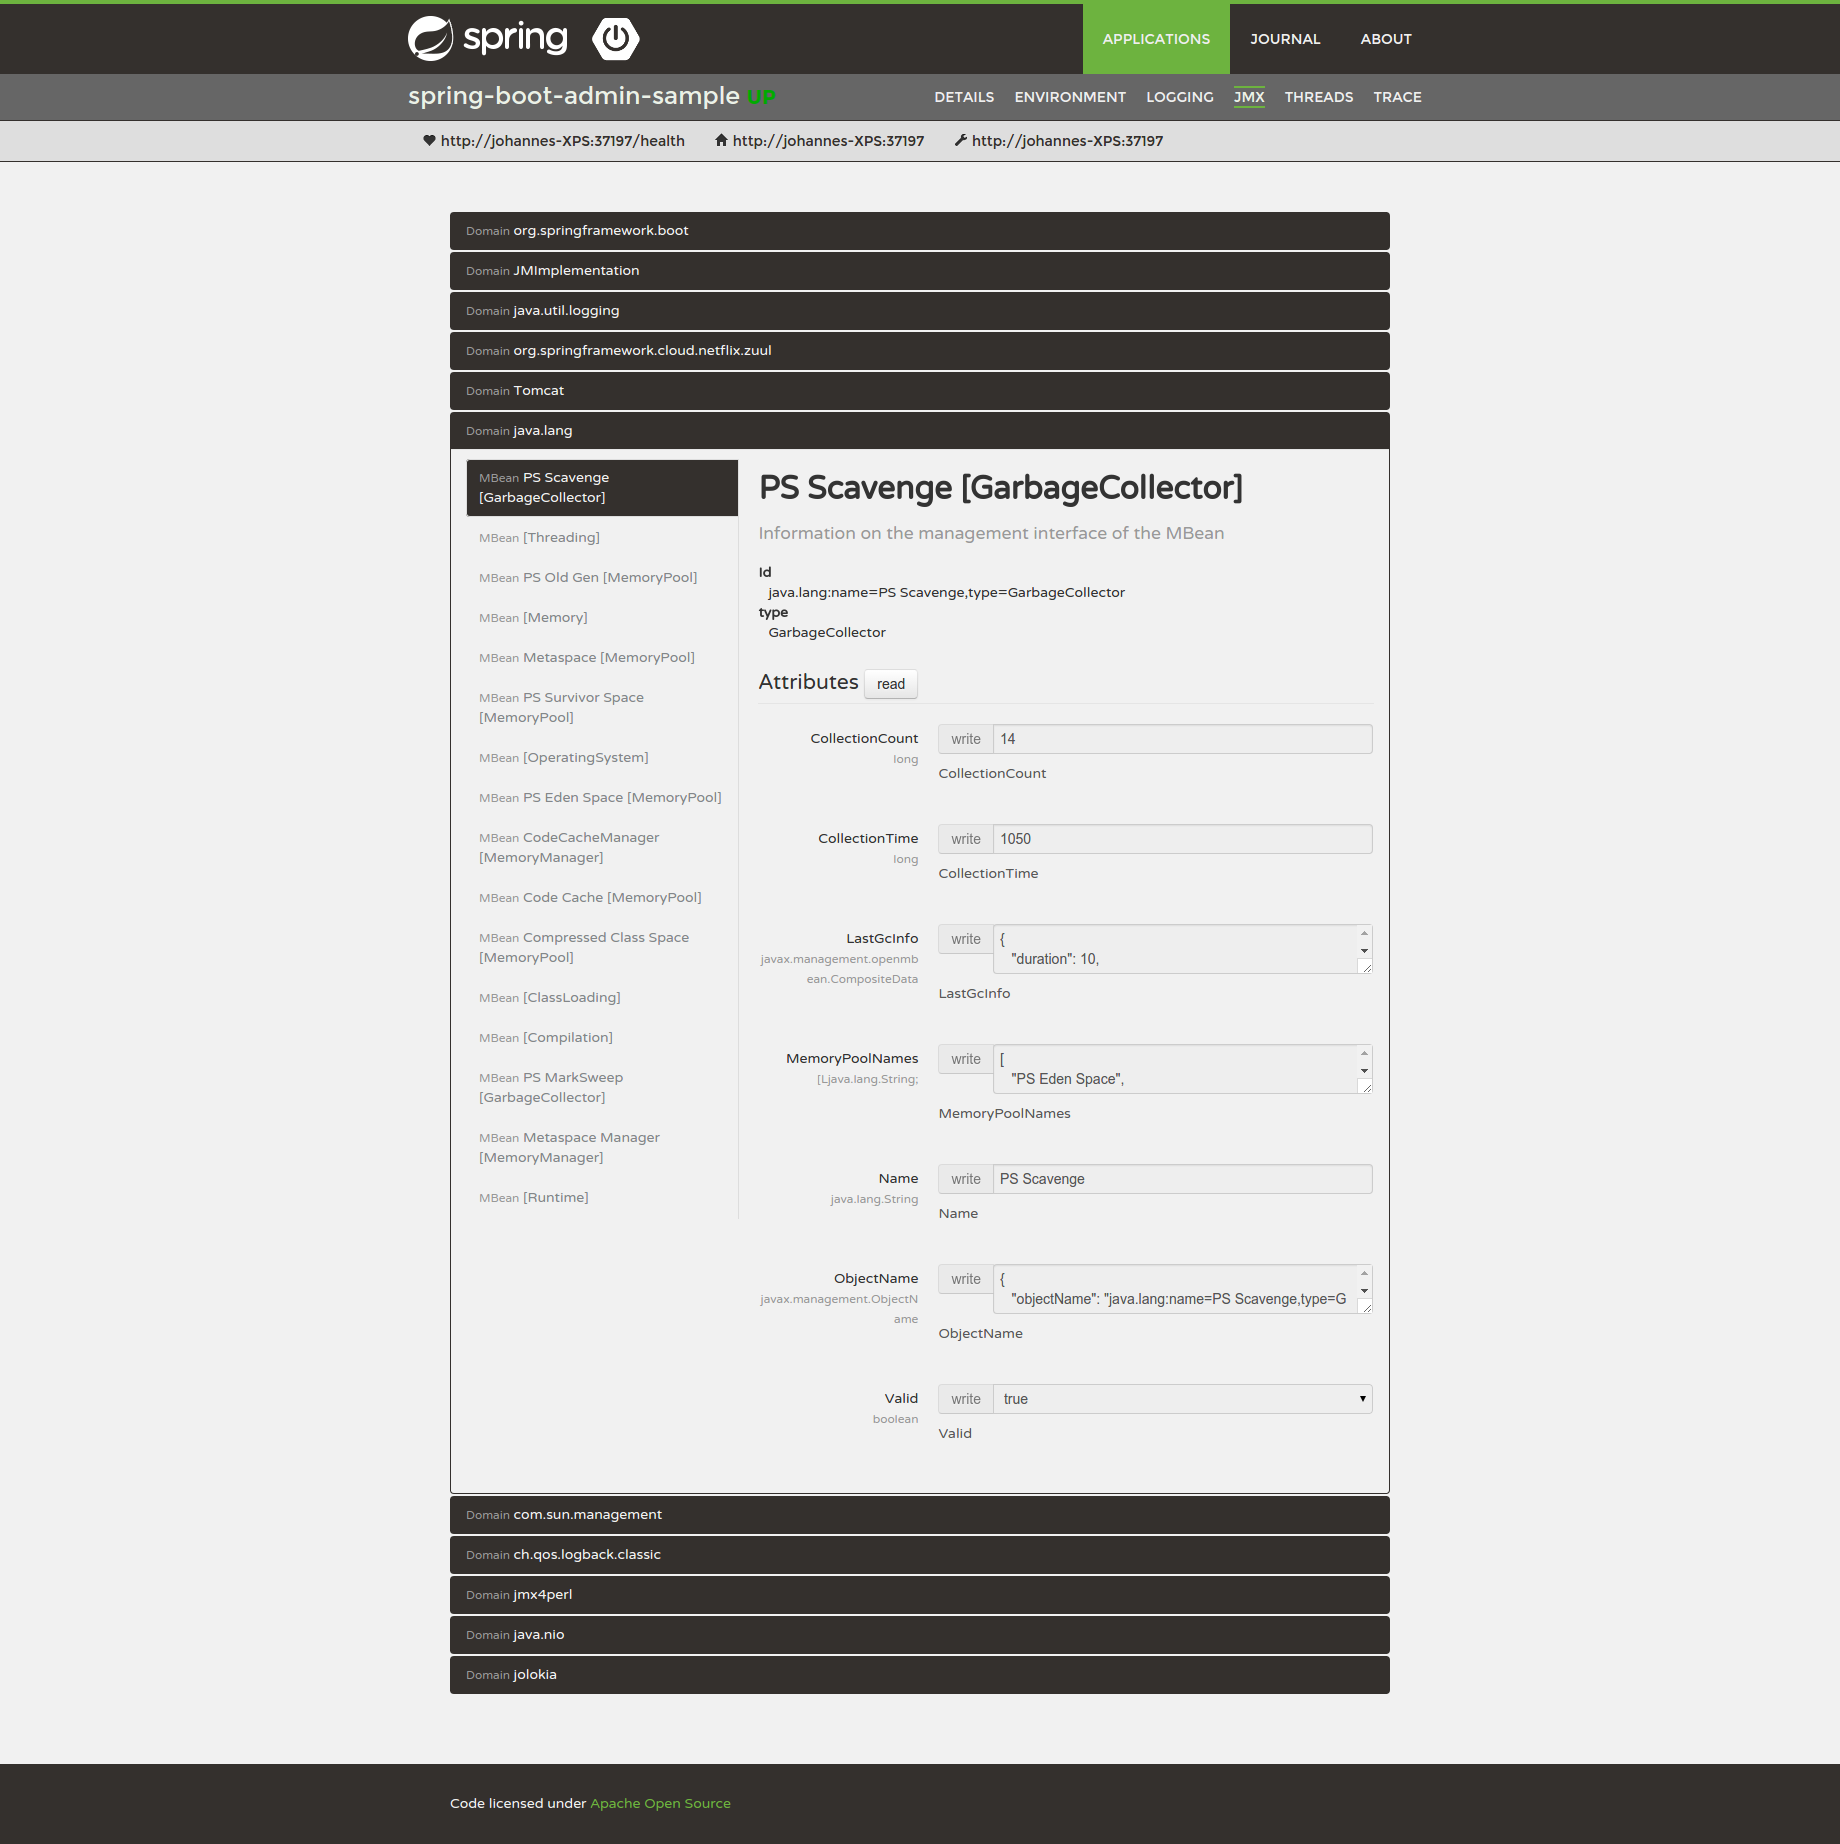 spring
APPLICATIONS
JOURNAL
ABOUT
spring-boot-admin-sample UP
DETAILS
ENVIRONMENT
LOGGING
JMX
THREADS
TRACE
http://johannes-XPS:37197/health
http://johannes-XPS:37197
http://johannes-XPS:37197
Domain org.springframework.boot
Domain JMImplementation
Domain java.util.logging
Domain org.springframework.cloud.netflix.zuul
Domain Tomcat
Domain java.lang
MBean PS Scavenge
[GarbageCollector]
MBean [Threading]
MBean PS Old Gen [MemoryPool]
MBean [Memory]
MBean Metaspace [MemoryPool]
MBean PS Survivor Space
[MemoryPool]
MBean [OperatingSystem]
MBean PS Eden Space [MemoryPool]
MBean CodeCacheManager
[MemoryManager]
MBean Code Cache [MemoryPool]
MBean Compressed Class Space
[MemoryPool]
MBean [ClassLoading]
MBean [Compilation]
MBean PS MarkSweep
[GarbageCollector]
MBean Metaspace Manager
[MemoryManager]
MBean [Runtime]
PS Scavenge [GarbageCollector]
Information on the management interface of the MBean
Id
java.lang:name=PS Scavenge,type=GarbageCollector
type
GarbageCollector
Attributes read
CollectionCount
long
write 14
CollectionCount
CollectionTime
long
write 1050
CollectionTime
LastGcInfo
javax.management.openmb
ean.CompositeData
write {
"duration": 10,
LastGcInfo
MemoryPoolNames
[Ljava.lang.String;
write [
"PS Eden Space",
MemoryPoolNames
Name
java.lang.String
write PS Scavenge
Name
ObjectName
javax.management.ObjectN
ame
write {
"objectName": "java.lang:name=PS Scavenge,type=G
ObjectName
Valid
boolean
write true
Valid
Domain com.sun.management
Domain ch.qos.logback.classic
Domain jmx4perl
Domain java.nio
Domain jolokia
Code licensed under Apache Open Source